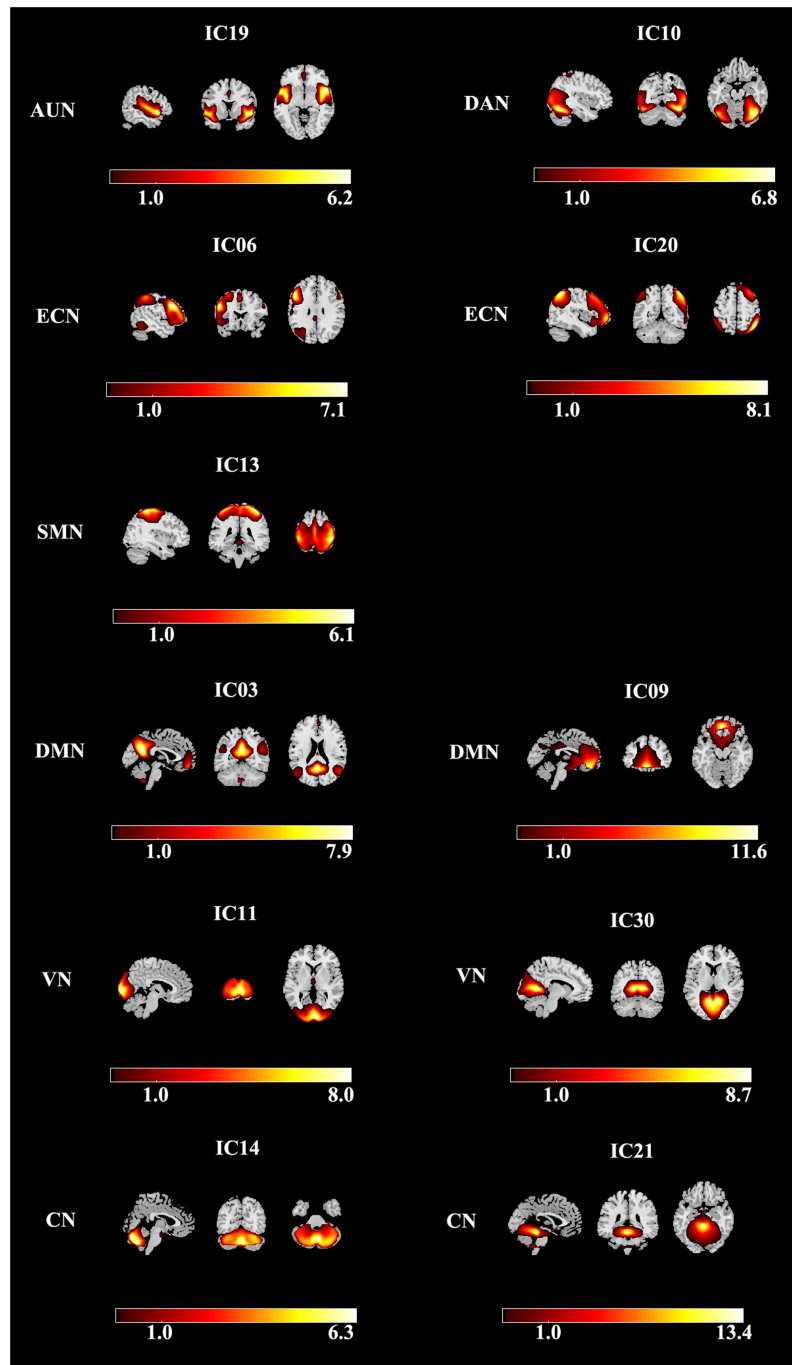 IC19
AUN
1.0 6.2
IC10
DAN
1.0 6.8
IC06
ECN
1.0 7.1
IC20
ECN
1.0 8.1
IC13
SMN
1.0 6.1
IC03
DMN
1.0 7.9
IC09
DMN
1.0 11.6
IC11
VN
1.0 8.0
IC30
VN
1.0 8.7
IC14
CN
1.0 6.3
IC21
CN
1.0 13.4